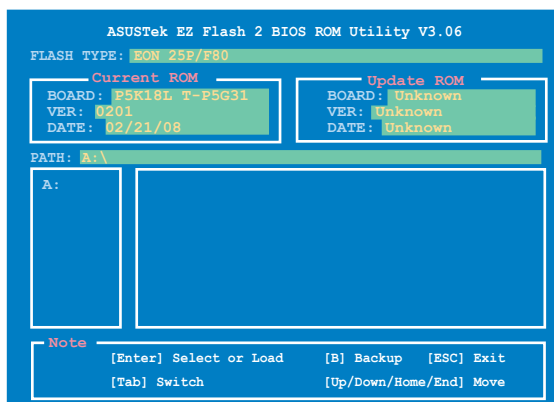 ASUSTek EZ Flash 2 BIOS ROM Utility V3.06
FLASH TYPE: EON 25P/F80
Current ROM
BOARD: P5K18L T-P5G31
VER: 0201
DATE: 02/21/08
Update ROM
BOARD: Unknown
VER: Unknown
DATE: Unknown
PATH: A:\
A:
Note
[Enter] Select or Load [B] Backup [ESC] Exit
[Tab] Switch [Up/Down/Home/End] Move